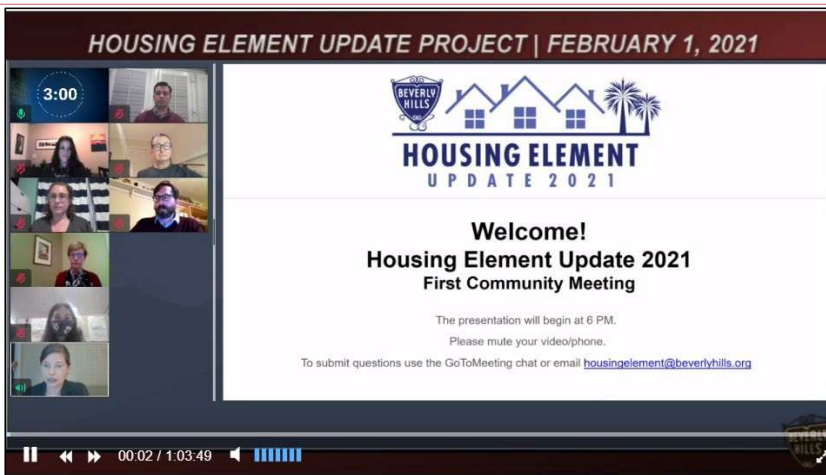 HOUSING ELEMENT UPDATE PROJECT | FEBRUARY 1, 2021
3:00
BEVERLY
HILLS
HOUSING ELEMENT
UPDATE 2021
Welcome!
Housing Element Update 2021
First Community Meeting
The presentation will begin at 6 PM.
Please mute your video/phone.
To submit questions use the GoToMeeting chat or email housingelement@beverlyhills.org
BEVERLY
HILLS
00:02 / 1:03:49